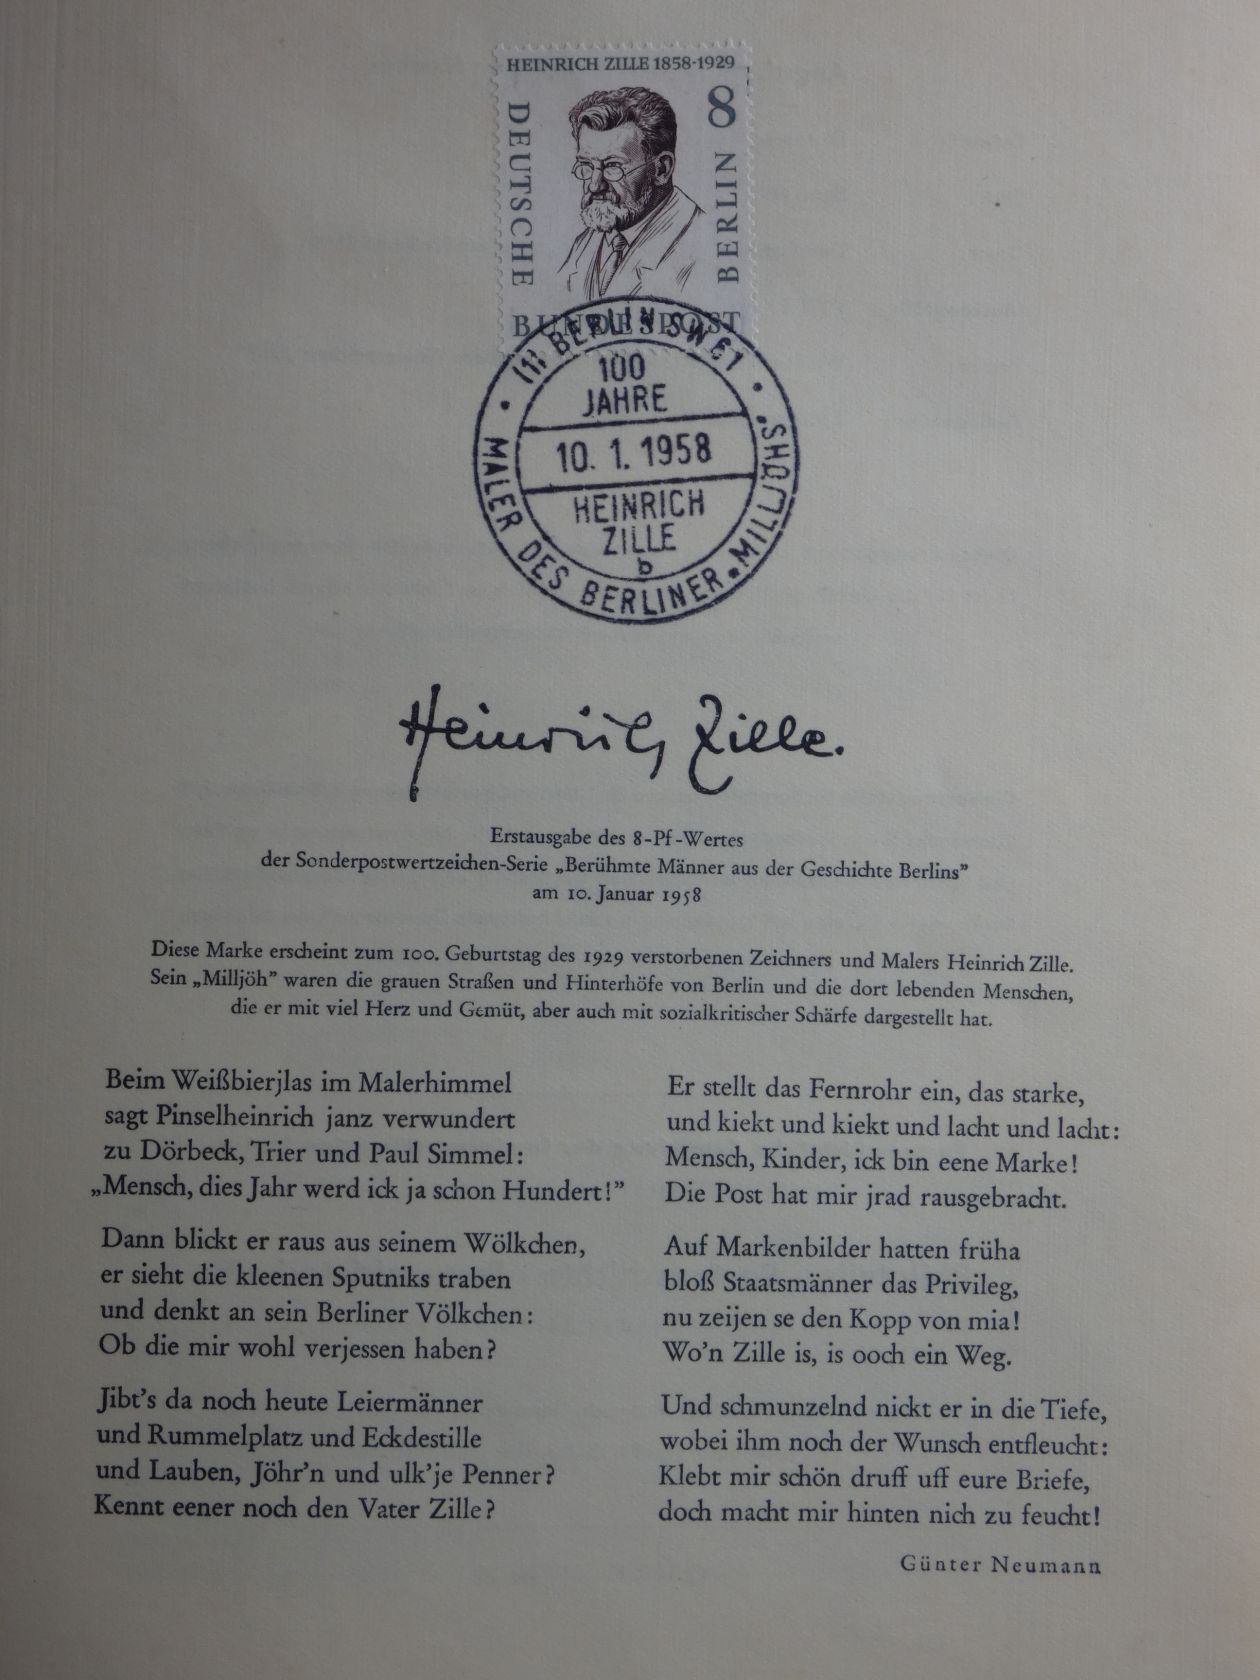 HEINRICH ZILLE 1858-1929
8
DEUTSCHE
BUNDESPOST
BERLIN
(1) BERLIN SW 61
100
JAHRE
10. 1. 1958
HEINRICH
ZILLE
b
MALER DES BERLINER „MILLJÖHS“
Heinrich Zille.
Erstausgabe des 8-Pf-Wertes
der Sonderpostwertzeichen-Serie „Berühmte Männer aus der Geschichte Berlins”
am 10. Januar 1958
Diese Marke erscheint zum 100. Geburtstag des 1929 verstorbenen Zeichners und Malers Heinrich Zille.
Sein „Milljöh” waren die grauen Straßen und Hinterhöfe von Berlin und die dort lebenden Menschen,
die er mit viel Herz und Gemüt, aber auch mit sozialkritischer Schärfe dargestellt hat.
Beim Weißbierjlas im Malerhimmel
sagt Pinselheinrich janz verwundert
zu Dörbeck, Trier und Paul Simmel:
„Mensch, dies Jahr werd ick ja schon Hundert!”
Dann blickt er raus aus seinem Wölkchen,
er sieht die kleenen Sputniks traben
und denkt an sein Berliner Völkchen:
Ob die mir wohl verjessen haben?
Jibt’s da noch heute Leiermänner
und Rummelplatz und Eckdestille
und Lauben, Jöhr’n und ulk’je Penner?
Kennt eener noch den Vater Zille?
Er stellt das Fernrohr ein, das starke,
und kiekt und kiekt und lacht und lacht:
Mensch, Kinder, ick bin eene Marke!
Die Post hat mir jrad rausgebracht.
Auf Markenbilder hatten früha
bloß Staatsmänner das Privileg,
nu zeijen se den Kopp von mia!
Wo’n Zille is, is ooch ein Weg.
Und schmunzelnd nickt er in die Tiefe,
wobei ihm noch der Wunsch entfleucht:
Klebt mir schön druff uff eure Briefe,
doch macht mir hinten nich zu feucht!
Günter Neumann